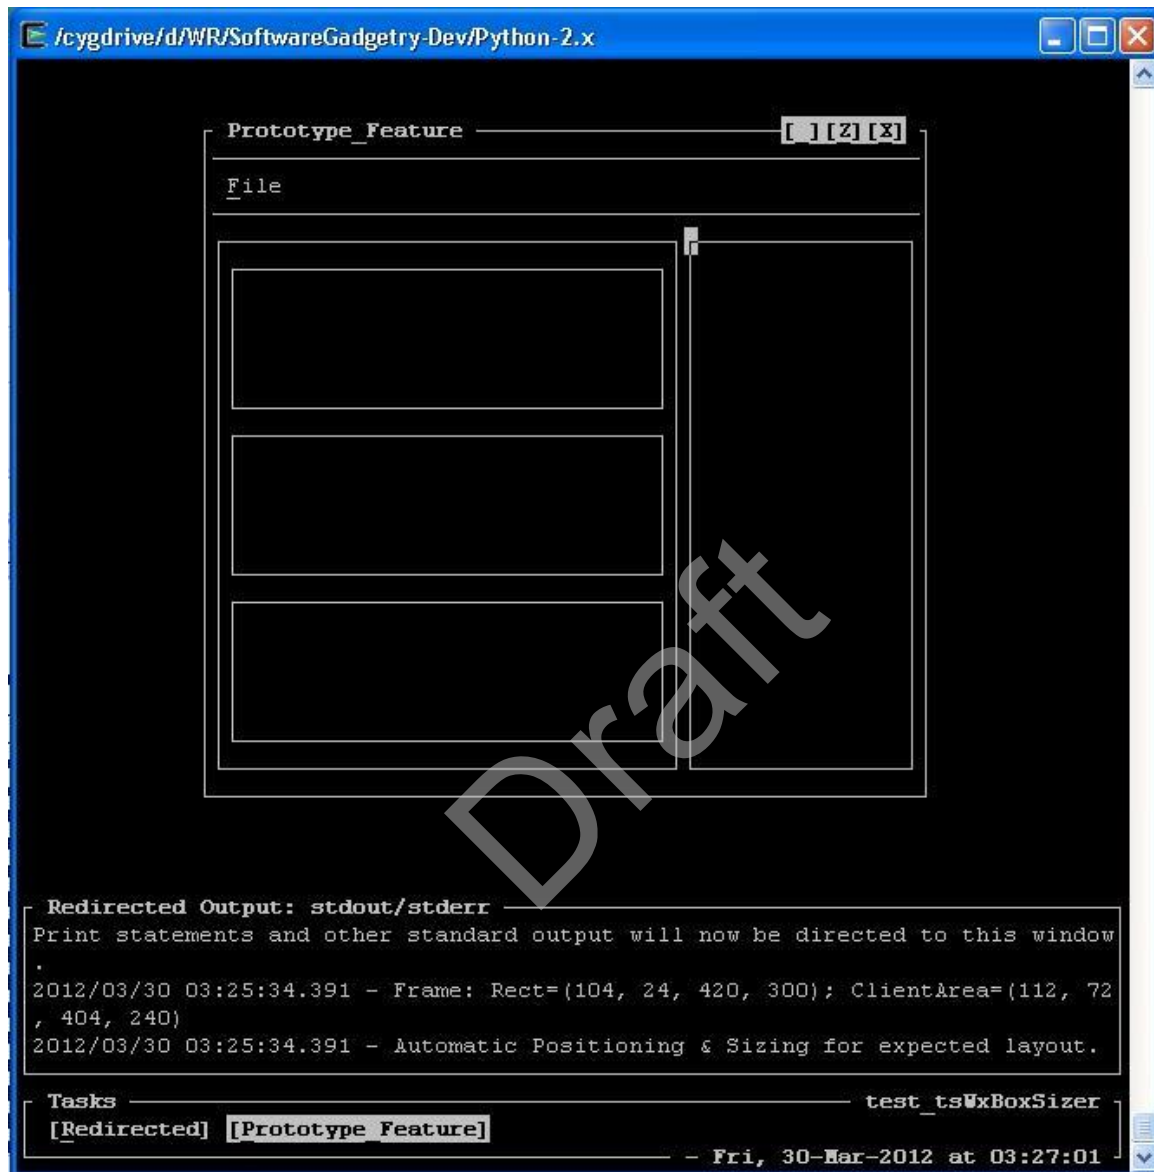 /cygdrive/d/WR/SoftwareGadgetry-Dev/Python-2.x
Prototype_Feature [_][Z][X]
File
Draft
Redirected Output: stdout/stderr
Print statements and other standard output will now be directed to this window
.
2012/03/30 03:25:34.391 - Frame: Rect=(104, 24, 420, 300); ClientArea=(112, 72
, 404, 240)
2012/03/30 03:25:34.391 - Automatic Positioning & Sizing for expected layout.
Tasks test_tsWxBoxSizer
[Redirected] [Prototype_Feature]
- Fri, 30-Mar-2012 at 03:27:01